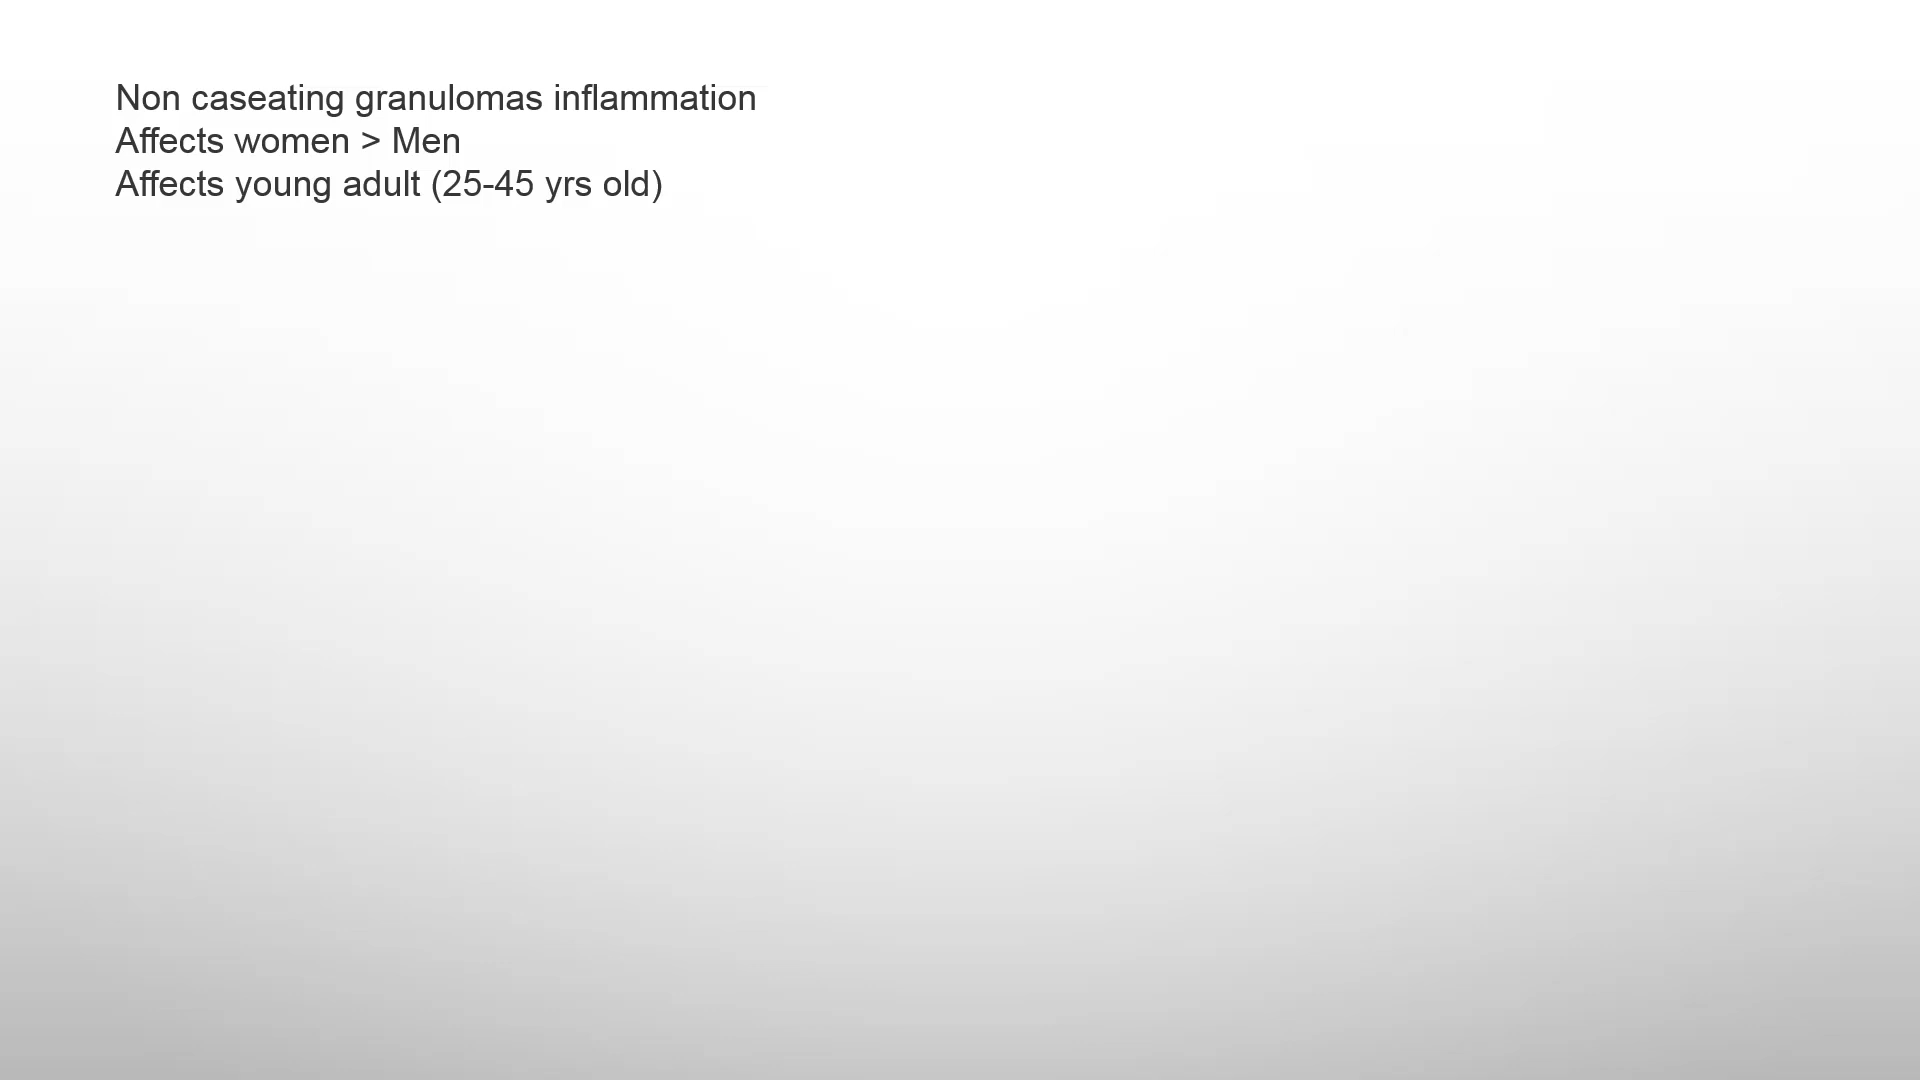 Non caseating granulomas inflammation
Affects women > Men
Affects young adult (25-45 yrs old)